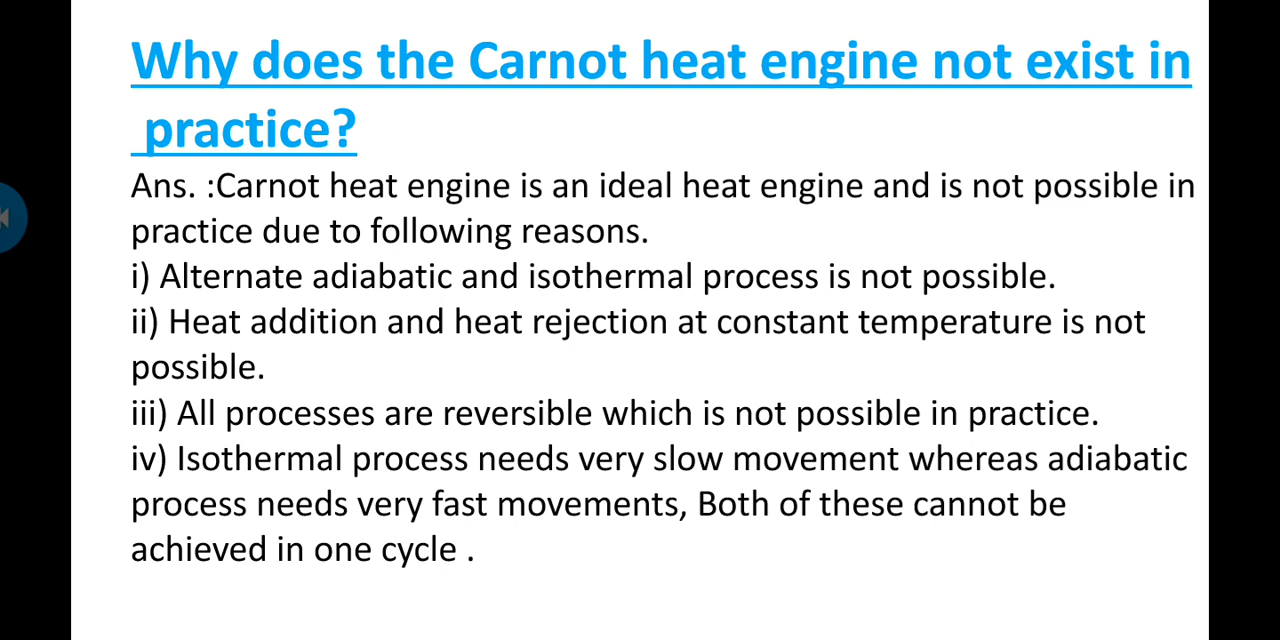 Why does the Carnot heat engine not exist in
practice?
Ans. :Carnot heat engine is an ideal heat engine and is not possible in
practice due to following reasons.
i) Alternate adiabatic and isothermal process is not possible.
ii) Heat addition and heat rejection at constant temperature is not
possible.
iii) All processes are reversible which is not possible in practice.
iv) Isothermal process needs very slow movement whereas adiabatic
process needs very fast movements, Both of these cannot be
achieved in one cycle .